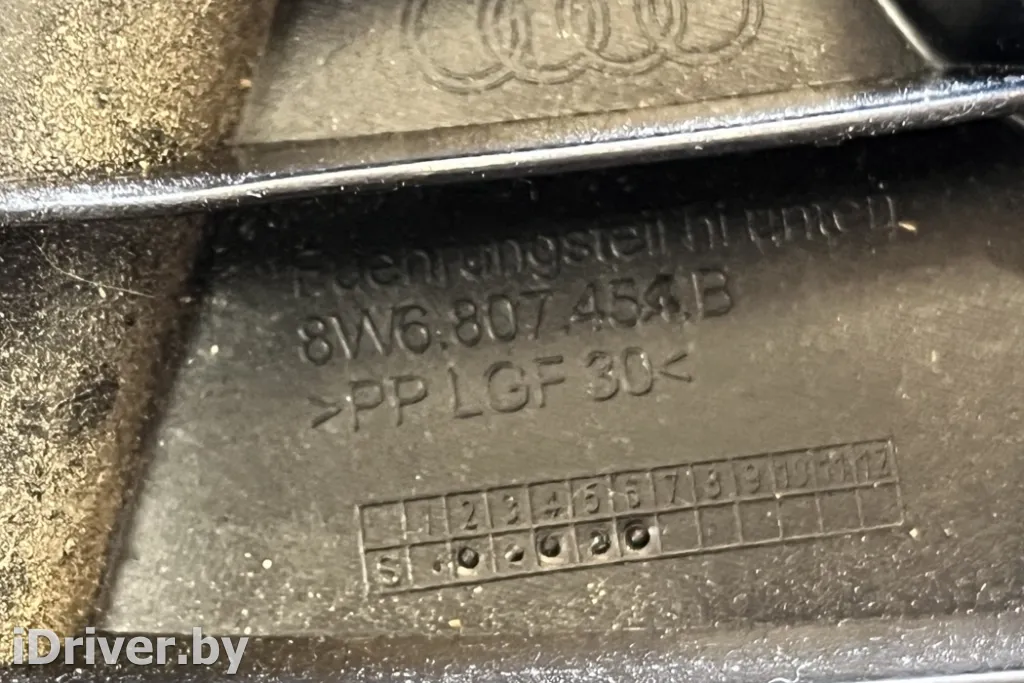 8W6.807.454.B
>PP LGF 30<
1 2 3 4 5 6 7 8 9 10 11 12
S
iDriver.by